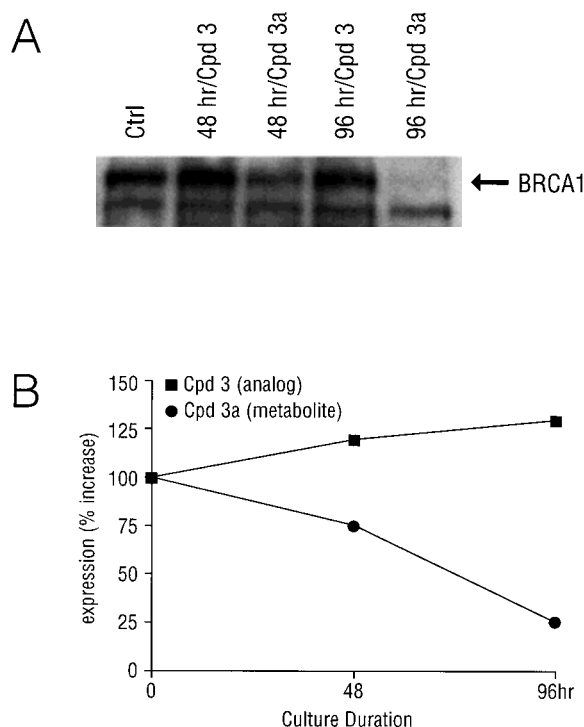 A
Ctrl
48 hr/Cpd 3
48 hr/Cpd 3a
96 hr/Cpd 3
96 hr/Cpd 3a
BRCA1
B
Cpd 3 (analog)
Cpd 3a (metabolite)
expression (% increase)
150
125
100
75
50
25
0
0
48
96hr
Culture Duration